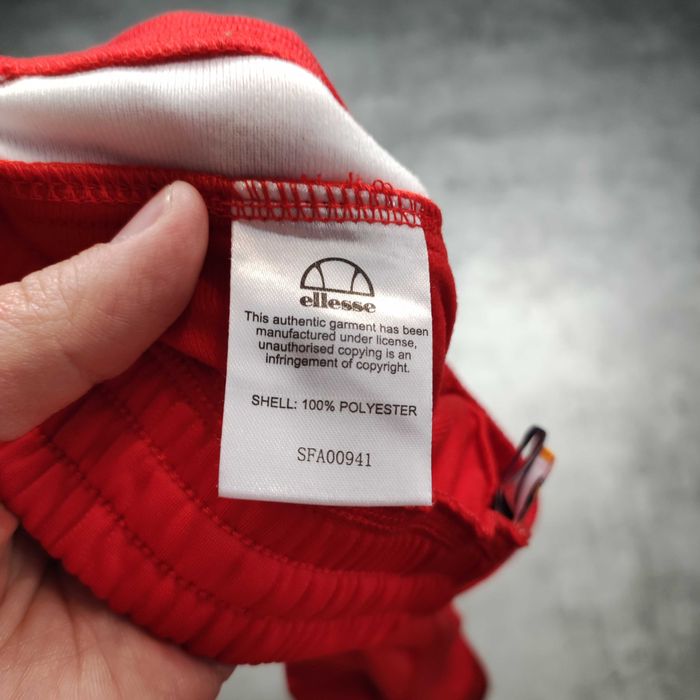 ellesse
This authentic garment has been
manufactured under license,
unauthorised copying is an
infringement of copyright.
SHELL: 100% POLYESTER
SFA00941